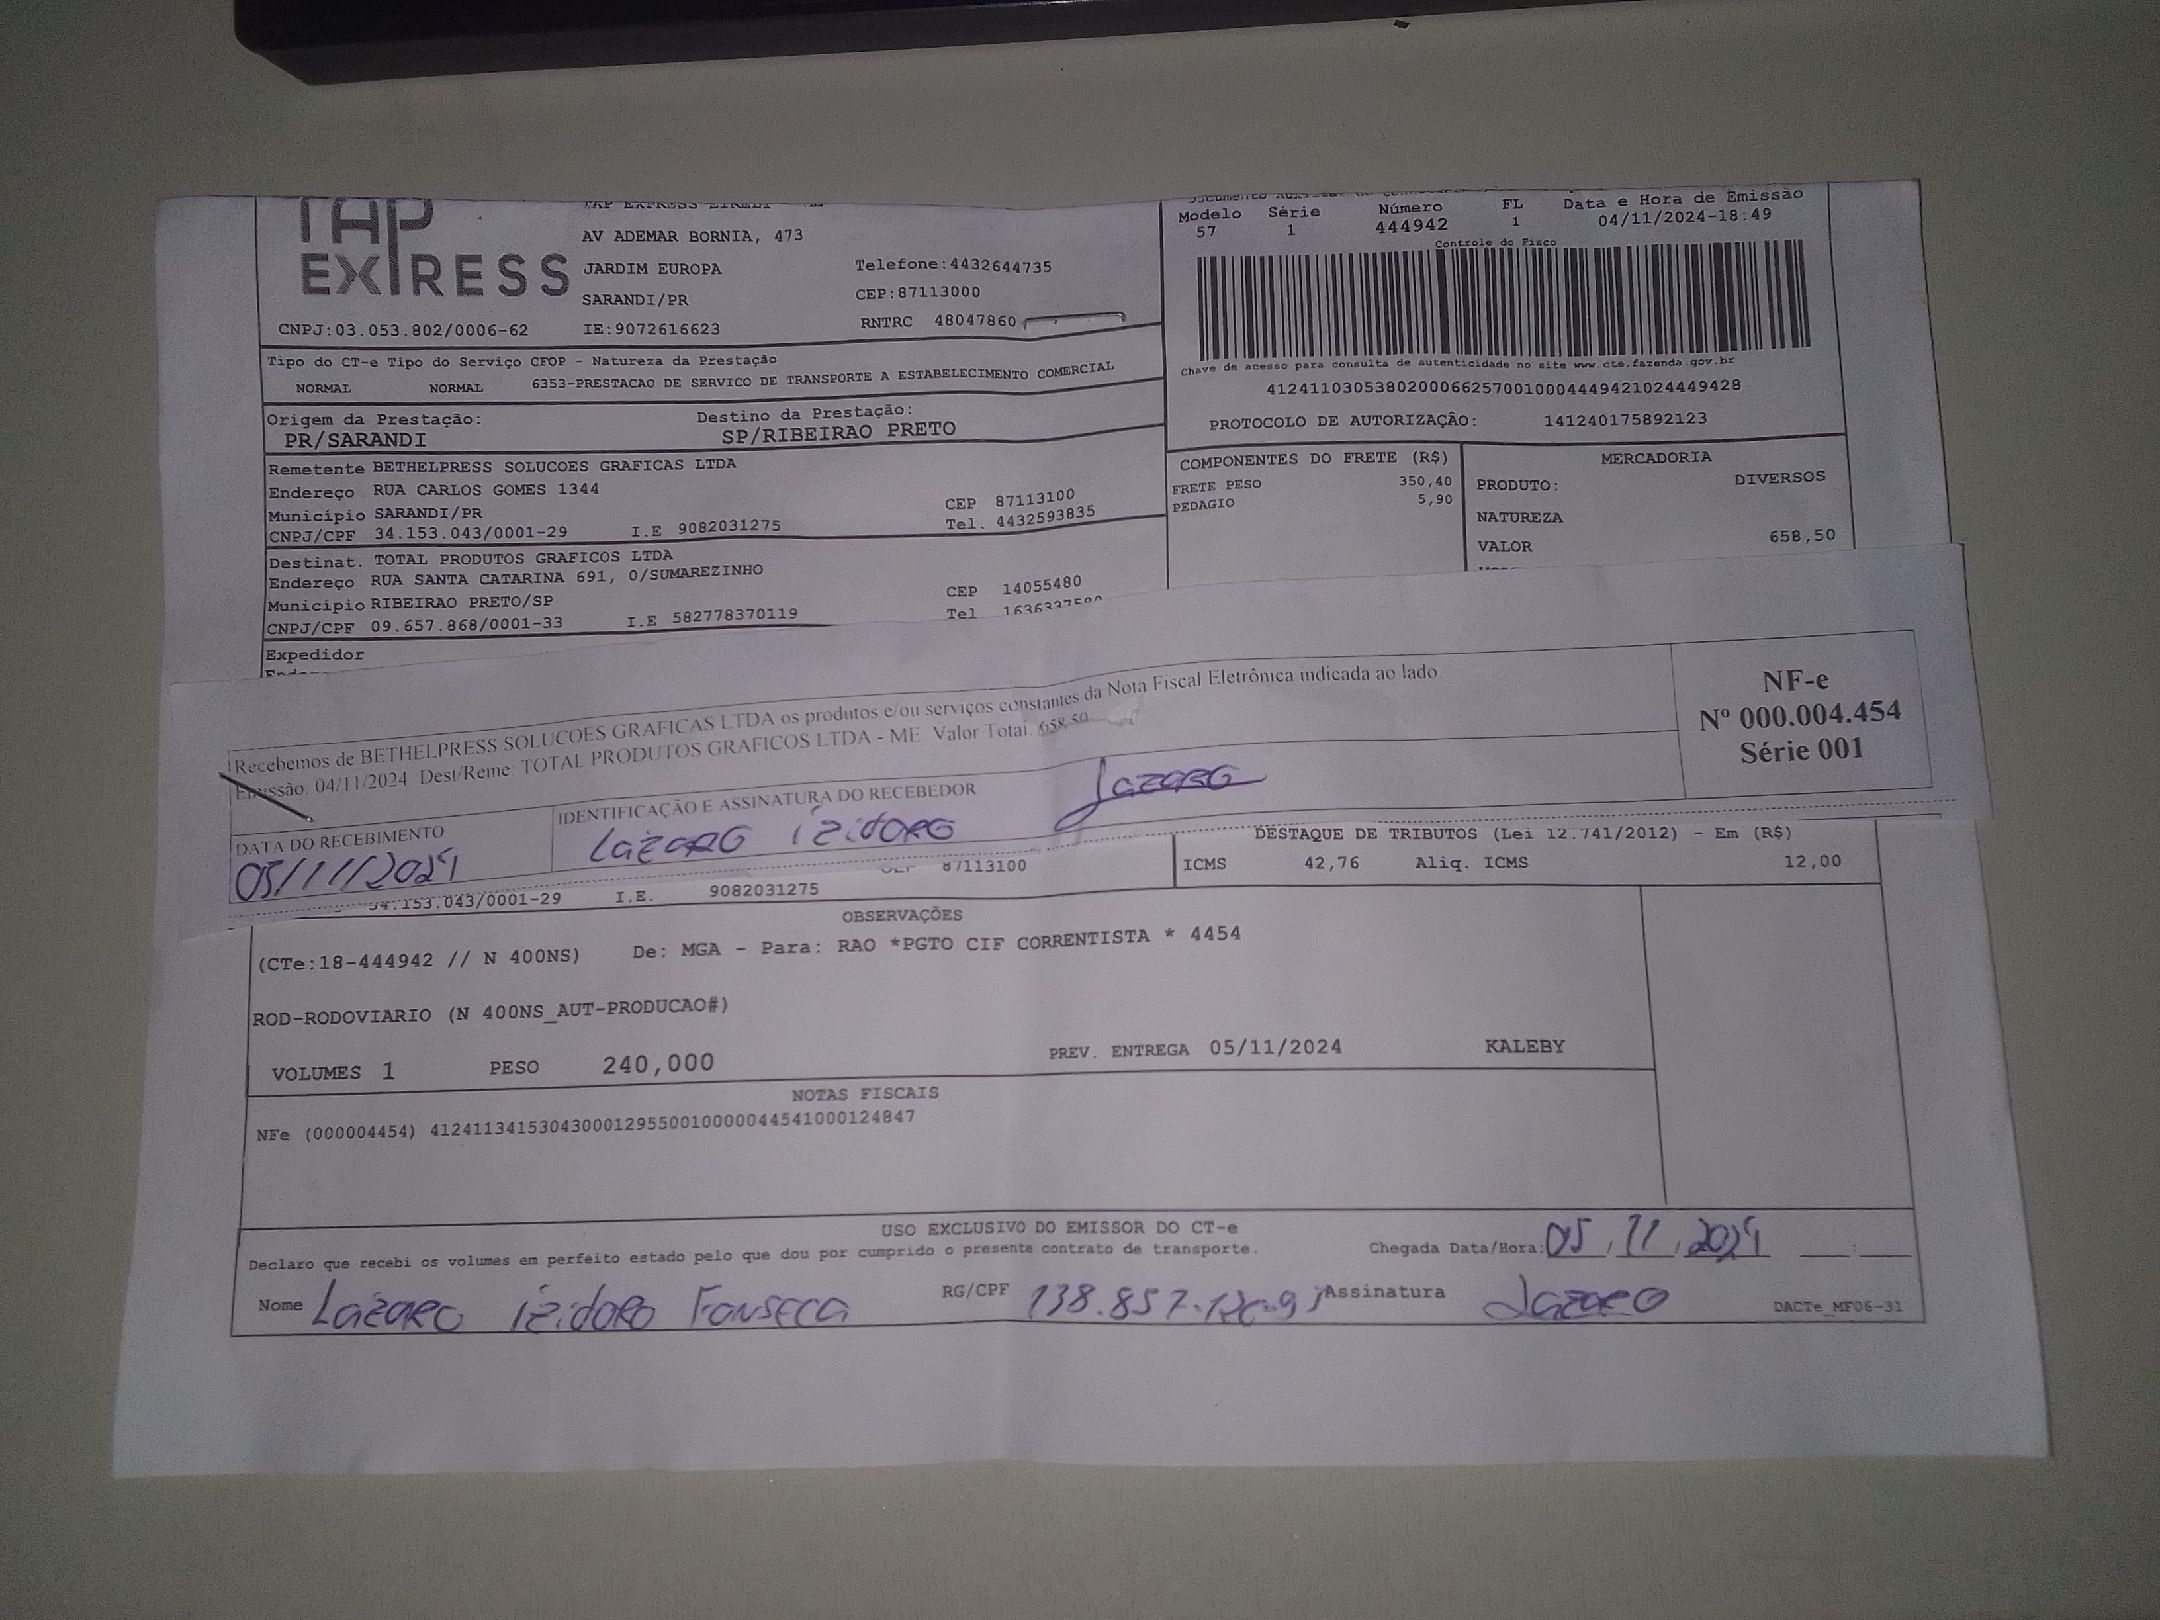 TAP
EXPRESS
AV ADEMAR BORNIA, 473
JARDIM EUROPA Telefone:4432644735
SARANDI/PR CEP:87113000
CNPJ:03.053.802/0006-62 IE:9072616623 RNTRC 48047860
Modelo Série Número FL Data e Hora de Emissão
57 1 444942 1 04/11/2024-18:49
Controle do Fisco
Chave de acesso para consulta de autenticidade no site www.cte.fazenda.gov.br
41241103053802000662570010004449421024449428
PROTOCOLO DE AUTORIZAÇÃO: 141240175892123
Tipo do CT-e Tipo do Serviço CFOP - Natureza da Prestação
NORMAL NORMAL 6353-PRESTACAO DE SERVICO DE TRANSPORTE A ESTABELECIMENTO COMERCIAL
Origem da Prestação: Destino da Prestação:
PR/SARANDI SP/RIBEIRAO PRETO
Remetente BETHELPRESS SOLUCOES GRAFICAS LTDA
Endereço RUA CARLOS GOMES 1344 CEP 87113100
Município SARANDI/PR Tel. 4432593835
CNPJ/CPF 34.153.043/0001-29 I.E 9082031275
Destinat. TOTAL PRODUTOS GRAFICOS LTDA
Endereço RUA SANTA CATARINA 691, 0/SUMAREZINHO CEP 14055480
Município RIBEIRAO PRETO/SP Tel
CNPJ/CPF 09.657.868/0001-33 I.E 582778370119
Expedidor
COMPONENTES DO FRETE (R$)
FRETE PESO 350,40
PEDAGIO 5,90
MERCADORIA
PRODUTO: DIVERSOS
NATUREZA
VALOR 658,50
Recebemos de BETHELPRESS SOLUCOES GRAFICAS LTDA os produtos e/ou serviços constantes da Nota Fiscal Eletrônica indicada ao lado.
Emissão: 04/11/2024 Dest/Reme: TOTAL PRODUTOS GRAFICOS LTDA - ME Valor Total: 658,50
NF-e
Nº 000.004.454
Série 001
DATA DO RECEBIMENTO IDENTIFICAÇÃO E ASSINATURA DO RECEBEDOR
05/11/2024 Lázaro izidoro Lazaro
87113100
34.153.043/0001-29 I.E. 9082031275
DESTAQUE DE TRIBUTOS (Lei 12.741/2012) - Em (R$)
ICMS 42,76 Aliq. ICMS 12,00
OBSERVAÇÕES
(CTe:18-444942 // N 400NS) De: MGA - Para: RAO *PGTO CIF CORRENTISTA * 4454
ROD-RODOVIARIO (N 400NS_AUT-PRODUCAO#)
VOLUMES 1 PESO 240,000 PREV. ENTREGA 05/11/2024 KALEBY
NOTAS FISCAIS
NFe (000004454) 41241134153043000129550010000044541000124847
USO EXCLUSIVO DO EMISSOR DO CT-e
Declaro que recebi os volumes em perfeito estado pelo que dou por cumprido o presente contrato de transporte. Chegada Data/Hora: 05/11/2024
Nome Lázaro izidoro Fonseca RG/CPF Assinatura Lazaro DACTe_MF06-31